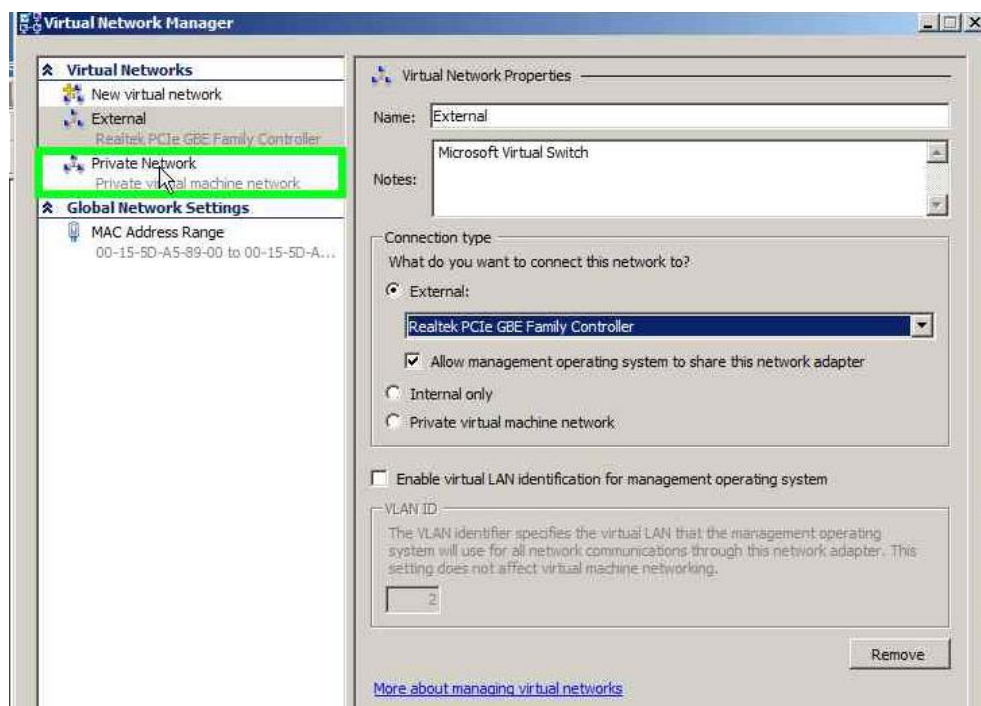 Virtual Network Manager
Virtual Networks
New virtual network
External
Realtek PCIe GBE Family Controller
Private Network
Private virtual machine network
Global Network Settings
MAC Address Range
00-15-5D-A5-89-00 to 00-15-5D-A...
Virtual Network Properties
Name: External
Notes: Microsoft Virtual Switch
Connection type
What do you want to connect this network to?
External:
Realtek PCIe GBE Family Controller
Allow management operating system to share this network adapter
Internal only
Private virtual machine network
Enable virtual LAN identification for management operating system
VLAN ID
The VLAN identifier specifies the virtual LAN that the management operating
system will use for all network communications through this network adapter. This
setting does not affect virtual machine networking.
2
Remove
More about managing virtual networks